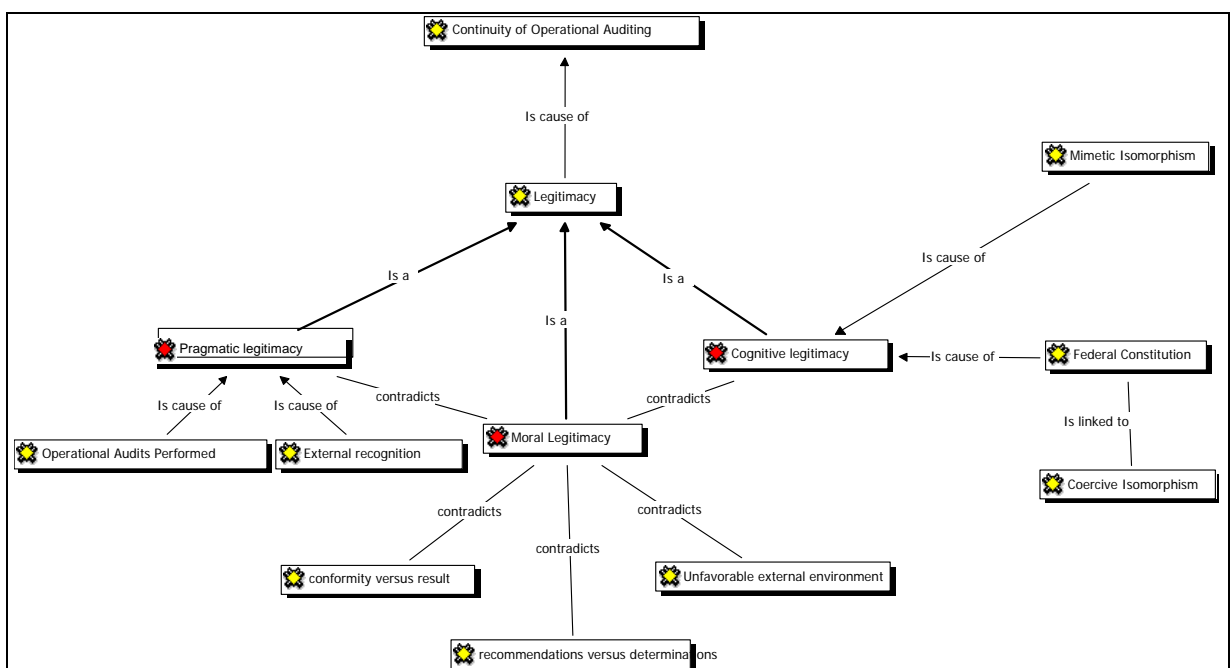 Continuity of Operational Auditing
Is cause of
Mimetic Isomorphism
Legitimacy
Is cause of
Is a
Is a
Is a
Pragmatic legitimacy
Cognitive legitimacy
Is cause of
Federal Constitution
Is cause of
Is cause of
contradicts
contradicts
Is linked to
Moral Legitimacy
Operational Audits Performed
External recognition
Coercive Isomorphism
contradicts
contradicts
contradicts
conformity versus result
Unfavorable external environment
recommendations versus determinations